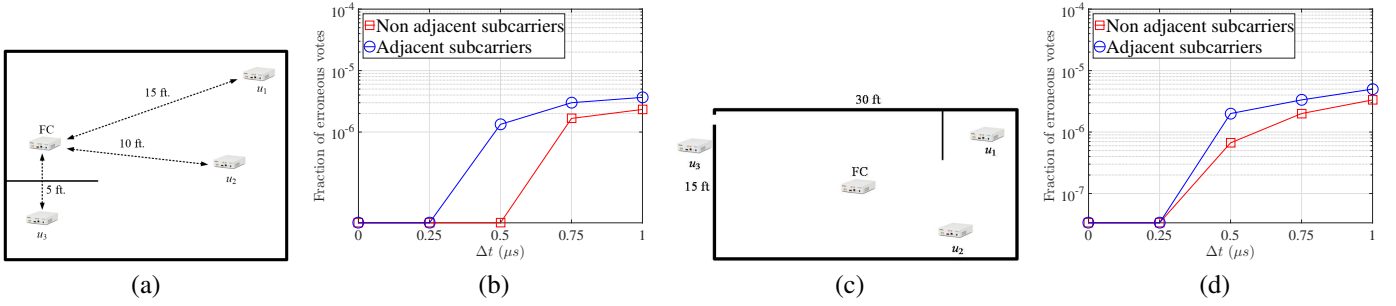 15 ft.
u1
FC
10 ft.
u2
5 ft.
u3
(a)
Fraction of erroneous votes
10^-4
10^-5
10^-6
Non adjacent subcarriers
Adjacent subcarriers
0 0.25 0.5 0.75 1
Δt (μs)
(b)
30 ft
u1
u3
15 ft
FC
u2
(c)
Fraction of erroneous votes
10^-4
10^-5
10^-6
10^-7
Non adjacent subcarriers
Adjacent subcarriers
0 0.25 0.5 0.75 1
Δt (μs)
(d)